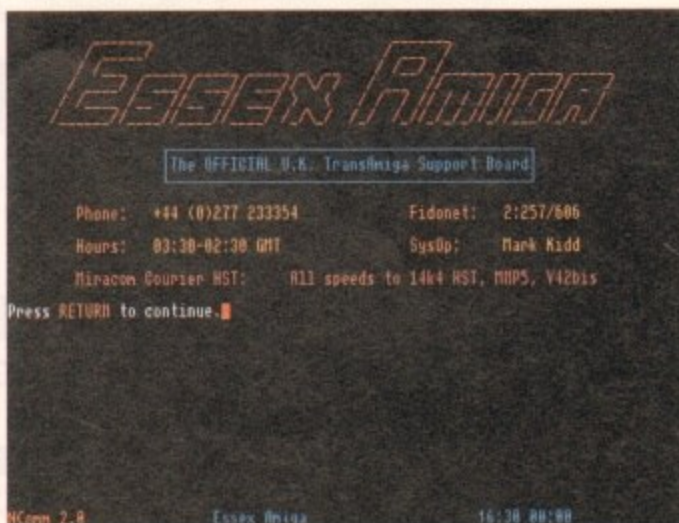 ESSEX AMIGA
The OFFICIAL U.K. TransAmiga Support Board
Phone: +44 (0)277 233354 Fidonet: 2:257/606
Hours: 03:30-02:30 GMT SysOp: Mark Kidd
Miracom Courier HST: All speeds to 14k4 HST, MNP5, V42bis
Press RETURN to continue.
NComm 2.0 Essex Amiga 16:30 00:00